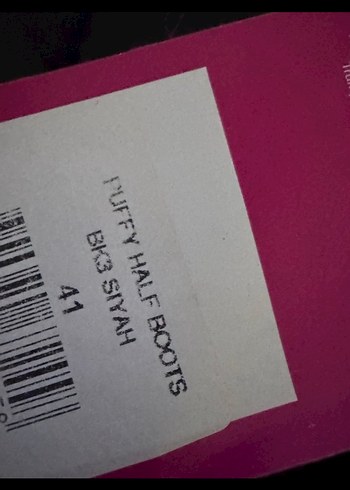 PUFFY HALF BOOTS
BK3 SIYAH
41